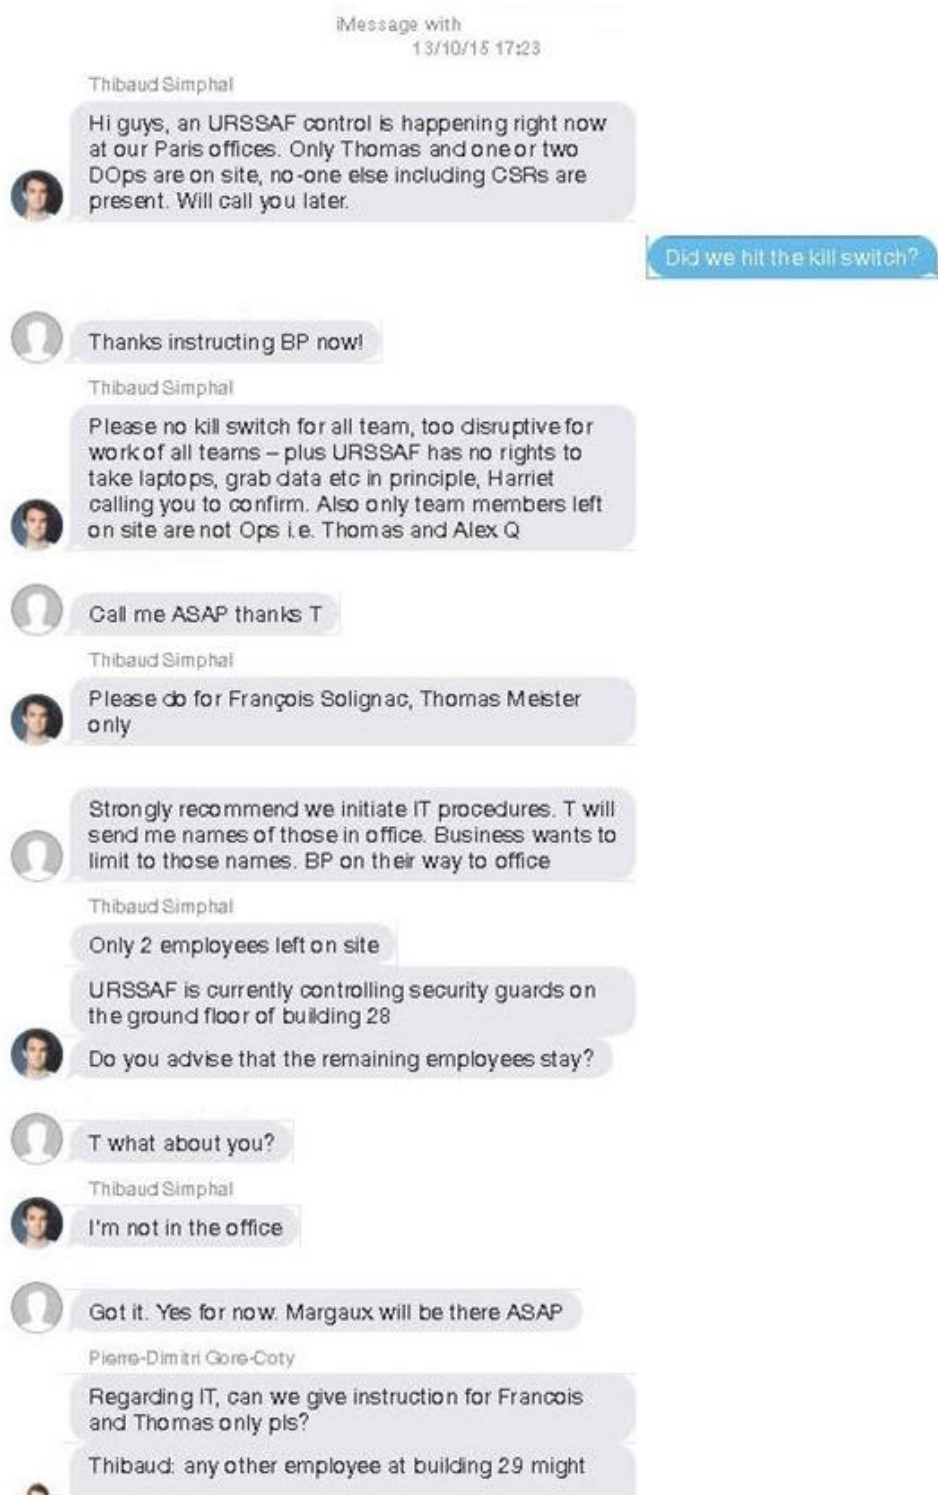 iMessage with
13/10/15 17:23
Thibaud Simphal
Hi guys, an URSSAF control is happening right now
at our Paris offices. Only Thomas and one or two
DOps are on site, no-one else including CSRs are
present. Will call you later.
Did we hit the kill switch?
Thanks instructing BP now!
Thibaud Simphal
Please no kill switch for all team, too disruptive for
work of all teams – plus URSSAF has no rights to
take laptops, grab data etc in principle, Harriet
calling you to confirm. Also only team members left
on site are not Ops i.e. Thomas and Alex Q
Call me ASAP thanks T
Thibaud Simphal
Please do for François Solignac, Thomas Meister
only
Strongly recommend we initiate IT procedures. T will
send me names of those in office. Business wants to
limit to those names. BP on their way to office
Thibaud Simphal
Only 2 employees left on site
URSSAF is currently controlling security guards on
the ground floor of building 28
Do you advise that the remaining employees stay?
T what about you?
Thibaud Simphal
I'm not in the office
Got it. Yes for now. Margaux will be there ASAP
Pierre-Dimitri Gore-Coty
Regarding IT, can we give instruction for Francois
and Thomas only pls?
Thibaud: any other employee at building 29 might